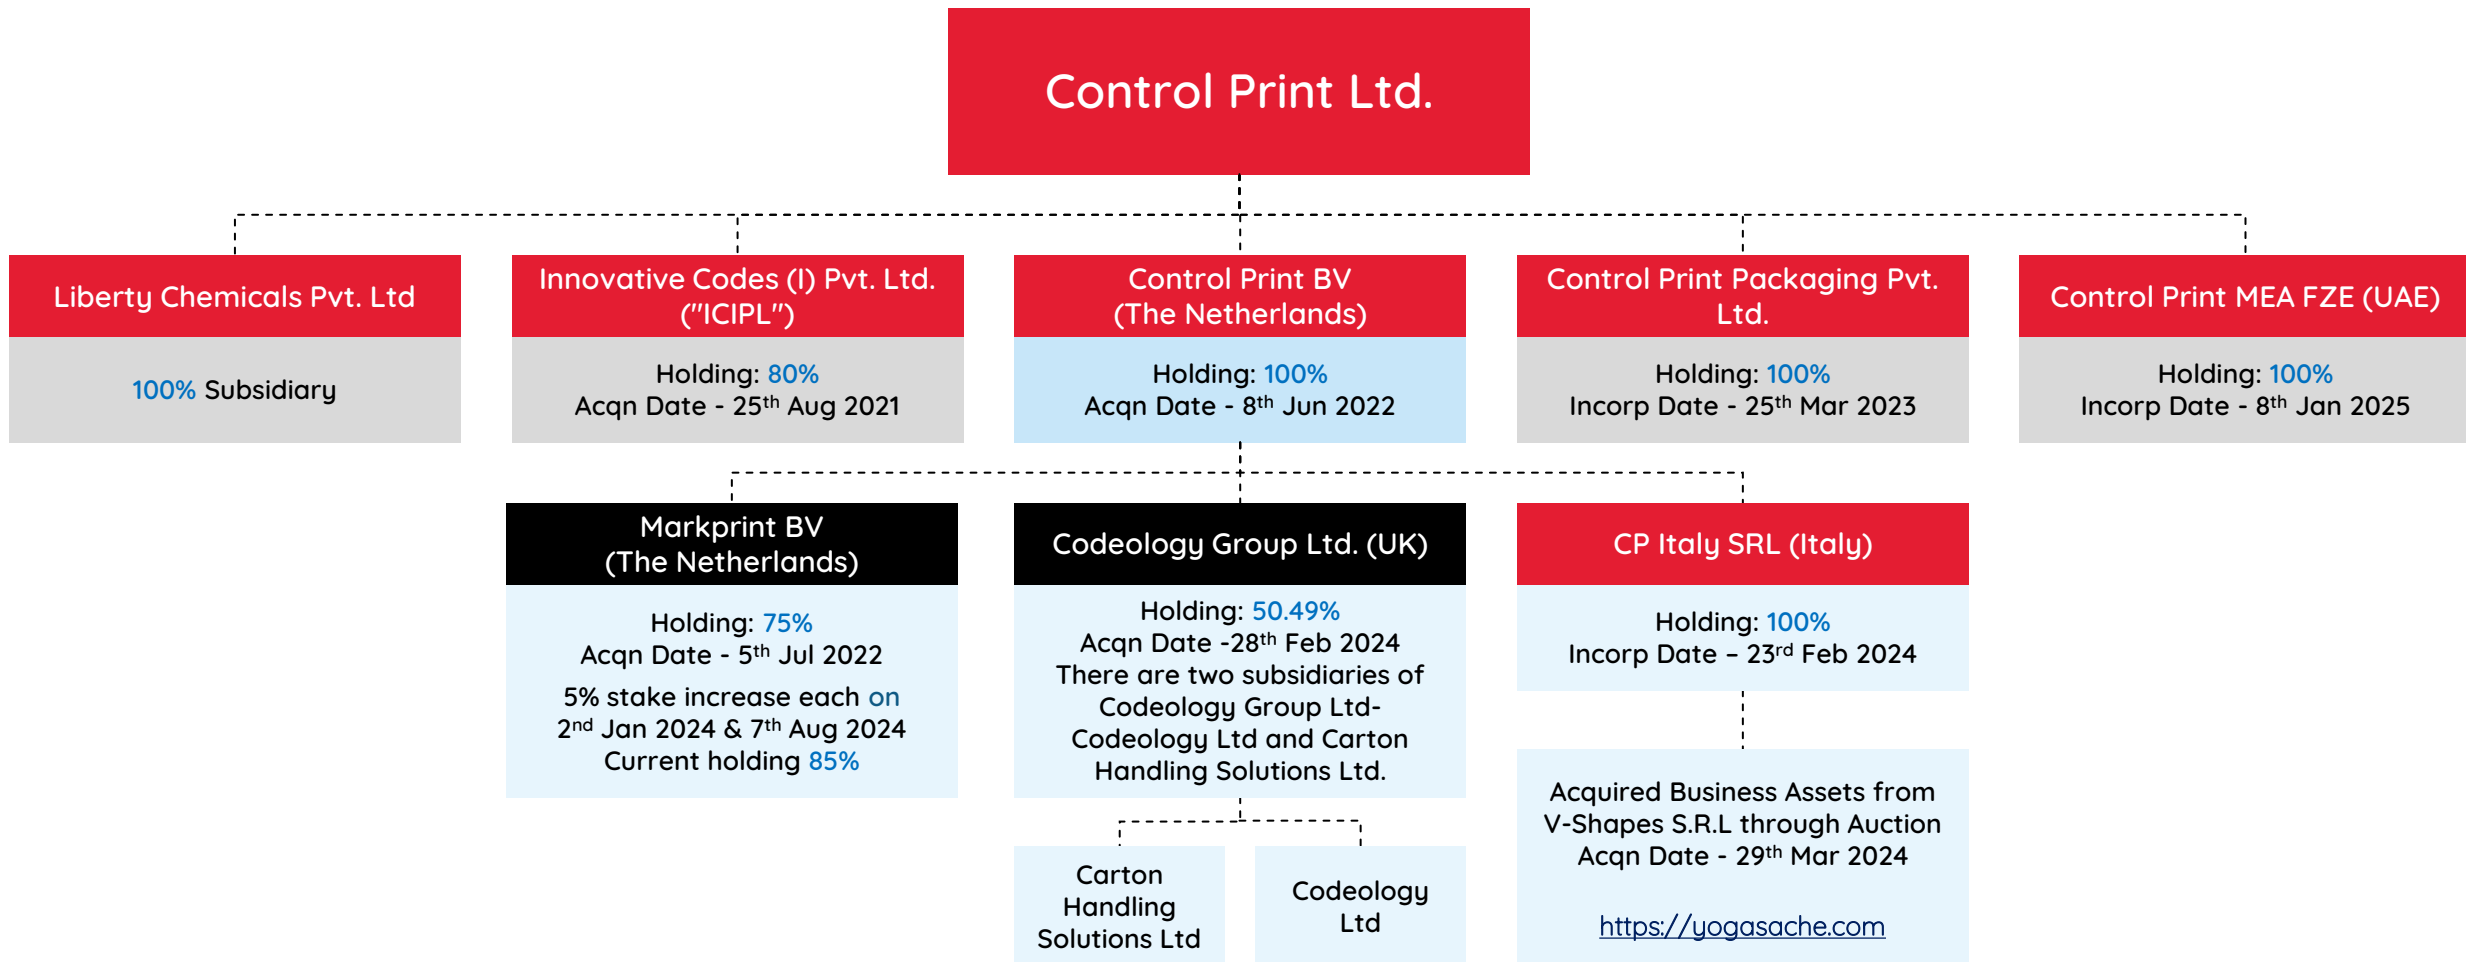 Control Print Ltd.
Liberty Chemicals Pvt. Ltd
100% Subsidiary
Innovative Codes (I) Pvt. Ltd.
("ICIPL")
Holding: 80%
Acqn Date - 25th Aug 2021
Control Print BV
(The Netherlands)
Holding: 100%
Acqn Date - 8th Jun 2022
Control Print Packaging Pvt.
Ltd.
Holding: 100%
Incorp Date - 25th Mar 2023
Control Print MEA FZE (UAE)
Holding: 100%
Incorp Date - 8th Jan 2025
Markprint BV
(The Netherlands)
Holding: 75%
Acqn Date - 5th Jul 2022
5% stake increase each on
2nd Jan 2024 & 7th Aug 2024
Current holding 85%
Codeology Group Ltd. (UK)
Holding: 50.49%
Acqn Date -28th Feb 2024
There are two subsidiaries of
Codeology Group Ltd-
Codeology Ltd and Carton
Handling Solutions Ltd.
CP Italy SRL (Italy)
Holding: 100%
Incorp Date – 23rd Feb 2024
Carton
Handling
Solutions Ltd
Codeology
Ltd
Acquired Business Assets from
V-Shapes S.R.L through Auction
Acqn Date - 29th Mar 2024
https://yogasache.com